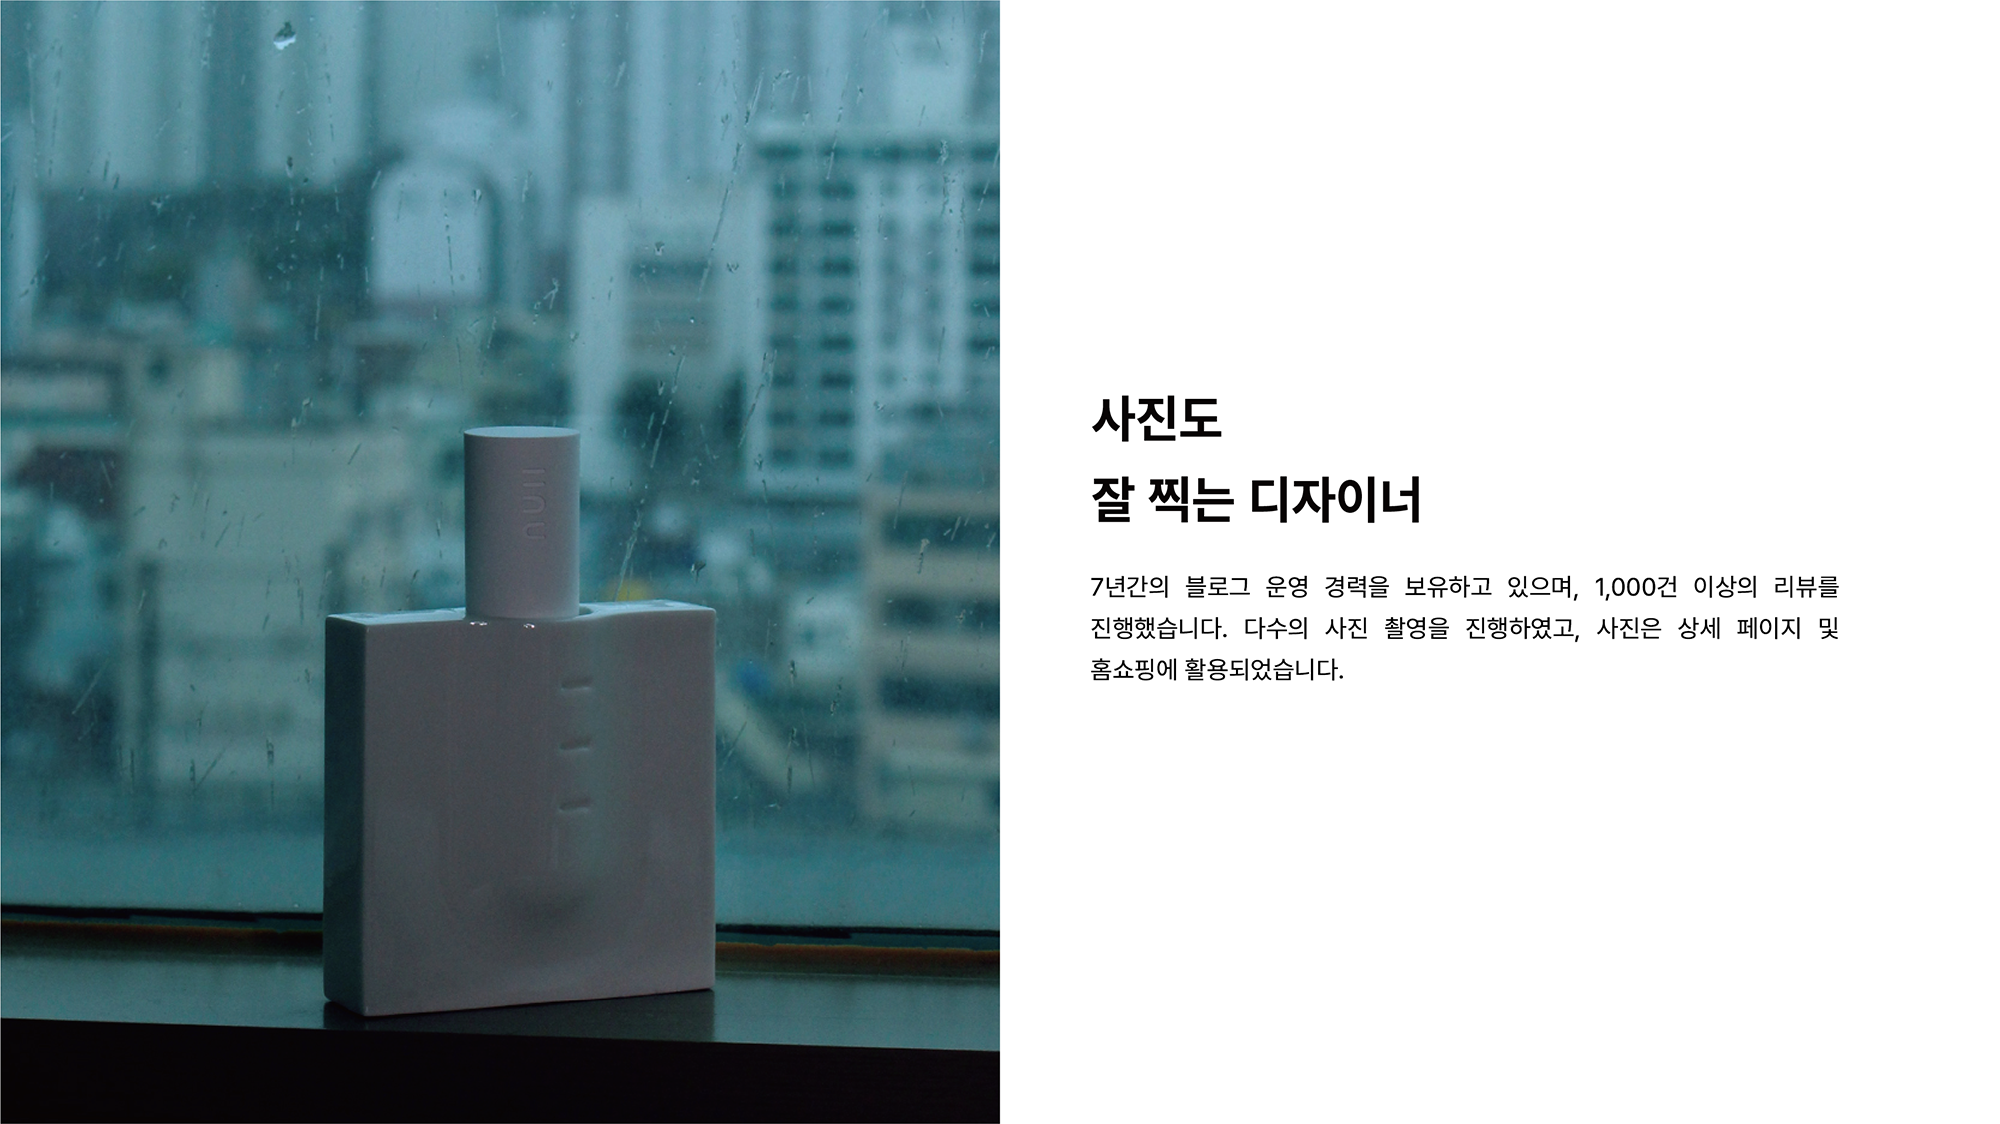 nuill
사진도
잘 찍는 디자이너
7년간의 블로그 운영 경력을 보유하고 있으며, 1,000건 이상의 리뷰를
진행했습니다. 다수의 사진 촬영을 진행하였고, 사진은 상세 페이지 및
홈쇼핑에 활용되었습니다.